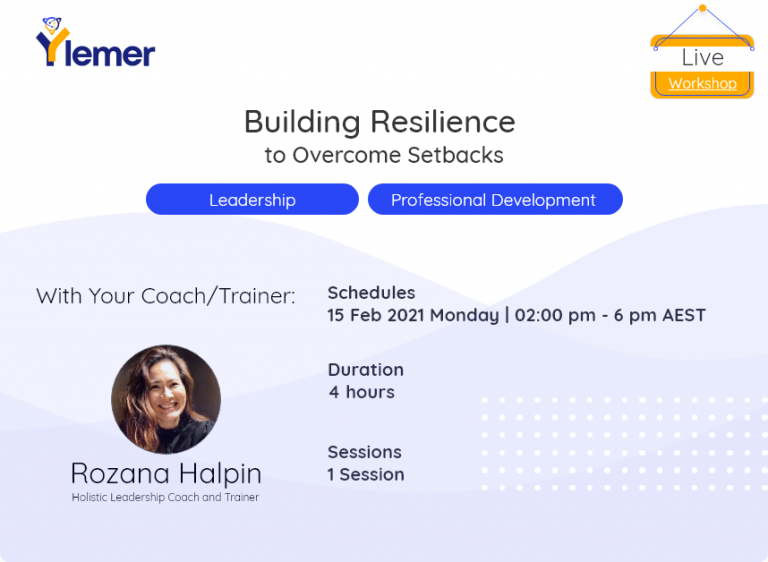 Ylemer
Live
Workshop
Building Resilience
to Overcome Setbacks
Leadership
Professional Development
With Your Coach/Trainer:
Rozana Halpin
Holistic Leadership Coach and Trainer
Schedules
15 Feb 2021 Monday | 02:00 pm - 6 pm AEST
Duration
4 hours
Sessions
1 Session